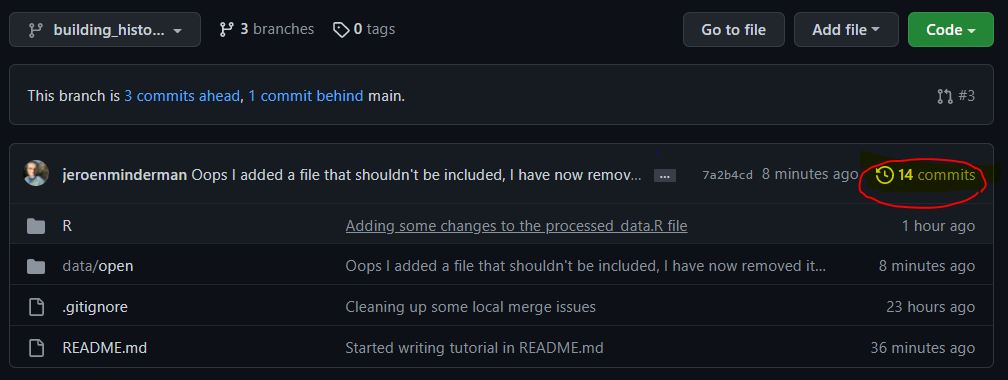 building_histo... 3 branches 0 tags Go to file Add file Code
This branch is 3 commits ahead, 1 commit behind main. #3
jeroenminderman Oops I added a file that shouldn't be included, I have now remov... ... 7a2b4cd 8 minutes ago 14 commits
R Adding some changes to the processed_data.R file 1 hour ago
data/open Oops I added a file that shouldn't be included, I have now removed it... 8 minutes ago
.gitignore Cleaning up some local merge issues 23 hours ago
README.md Started writing tutorial in README.md 36 minutes ago